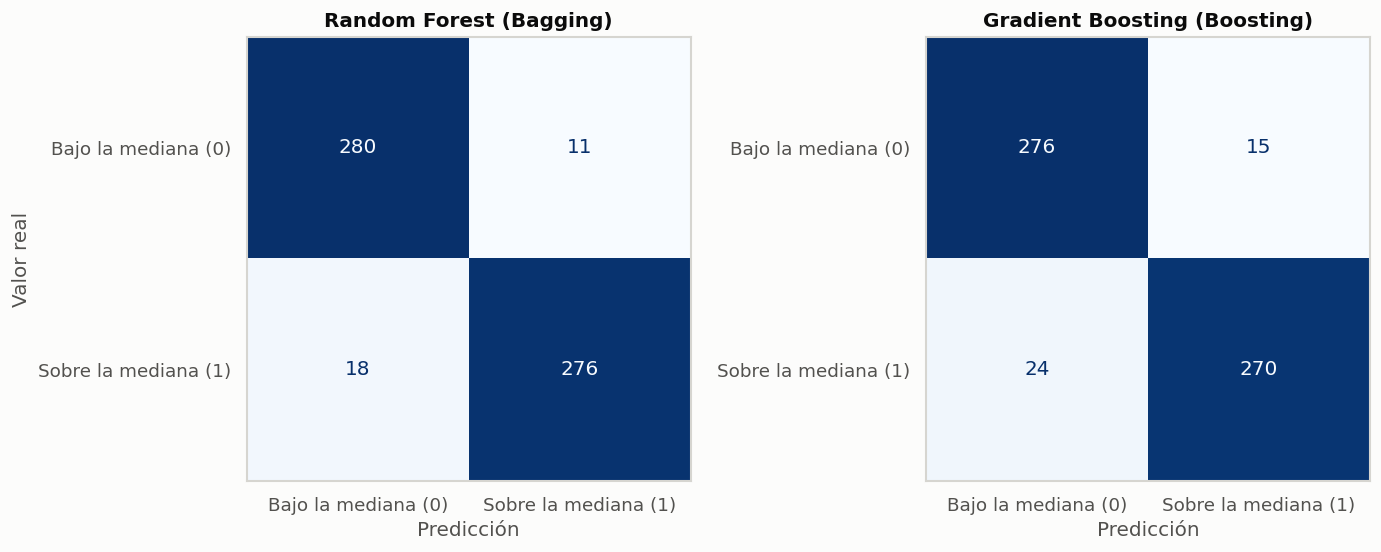 Random Forest (Bagging)
Valor real
Bajo la mediana (0)
280
11
Sobre la mediana (1)
18
276
Bajo la mediana (0)
Sobre la mediana (1)
Predicción
Gradient Boosting (Boosting)
Bajo la mediana (0)
276
15
Sobre la mediana (1)
24
270
Bajo la mediana (0)
Sobre la mediana (1)
Predicción